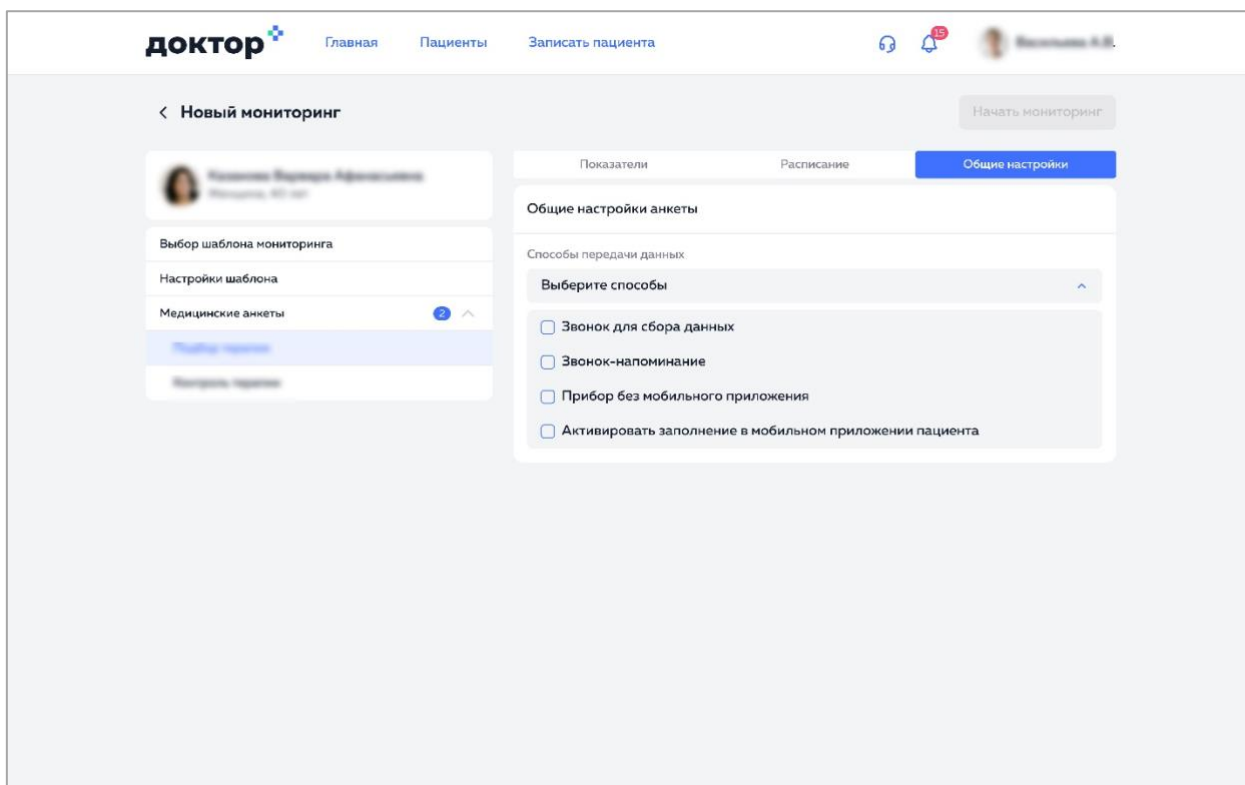 доктор
Главная
Пациенты
Записать пациента
15
Новый мониторинг
Начать мониторинг
Выбор шаблона мониторинга
Настройки шаблона
Медицинские анкеты 2
Показатели
Расписание
Общие настройки
Общие настройки анкеты
Способы передачи данных
Выберите способы
Звонок для сбора данных
Звонок-напоминание
Прибор без мобильного приложения
Активировать заполнение в мобильном приложении пациента